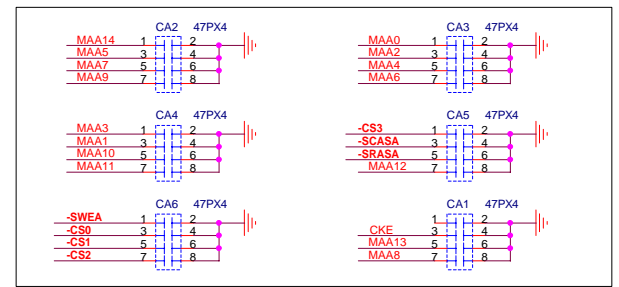 CA2 47PX4
MAA14 1 2
MAA5 3 4
MAA7 5 6
MAA9 7 8
CA3 47PX4
MAA0 1 2
MAA2 3 4
MAA4 5 6
MAA6 7 8
CA4 47PX4
MAA3 1 2
MAA1 3 4
MAA10 5 6
MAA11 7 8
CA5 47PX4
-CS3 1 2
-SCASA 3 4
-SRASA 5 6
MAA12 7 8
CA6 47PX4
-SWEA 1 2
-CS0 3 4
-CS1 5 6
-CS2 7 8
CA1 47PX4
1 2
CKE 3 4
MAA13 5 6
MAA8 7 8